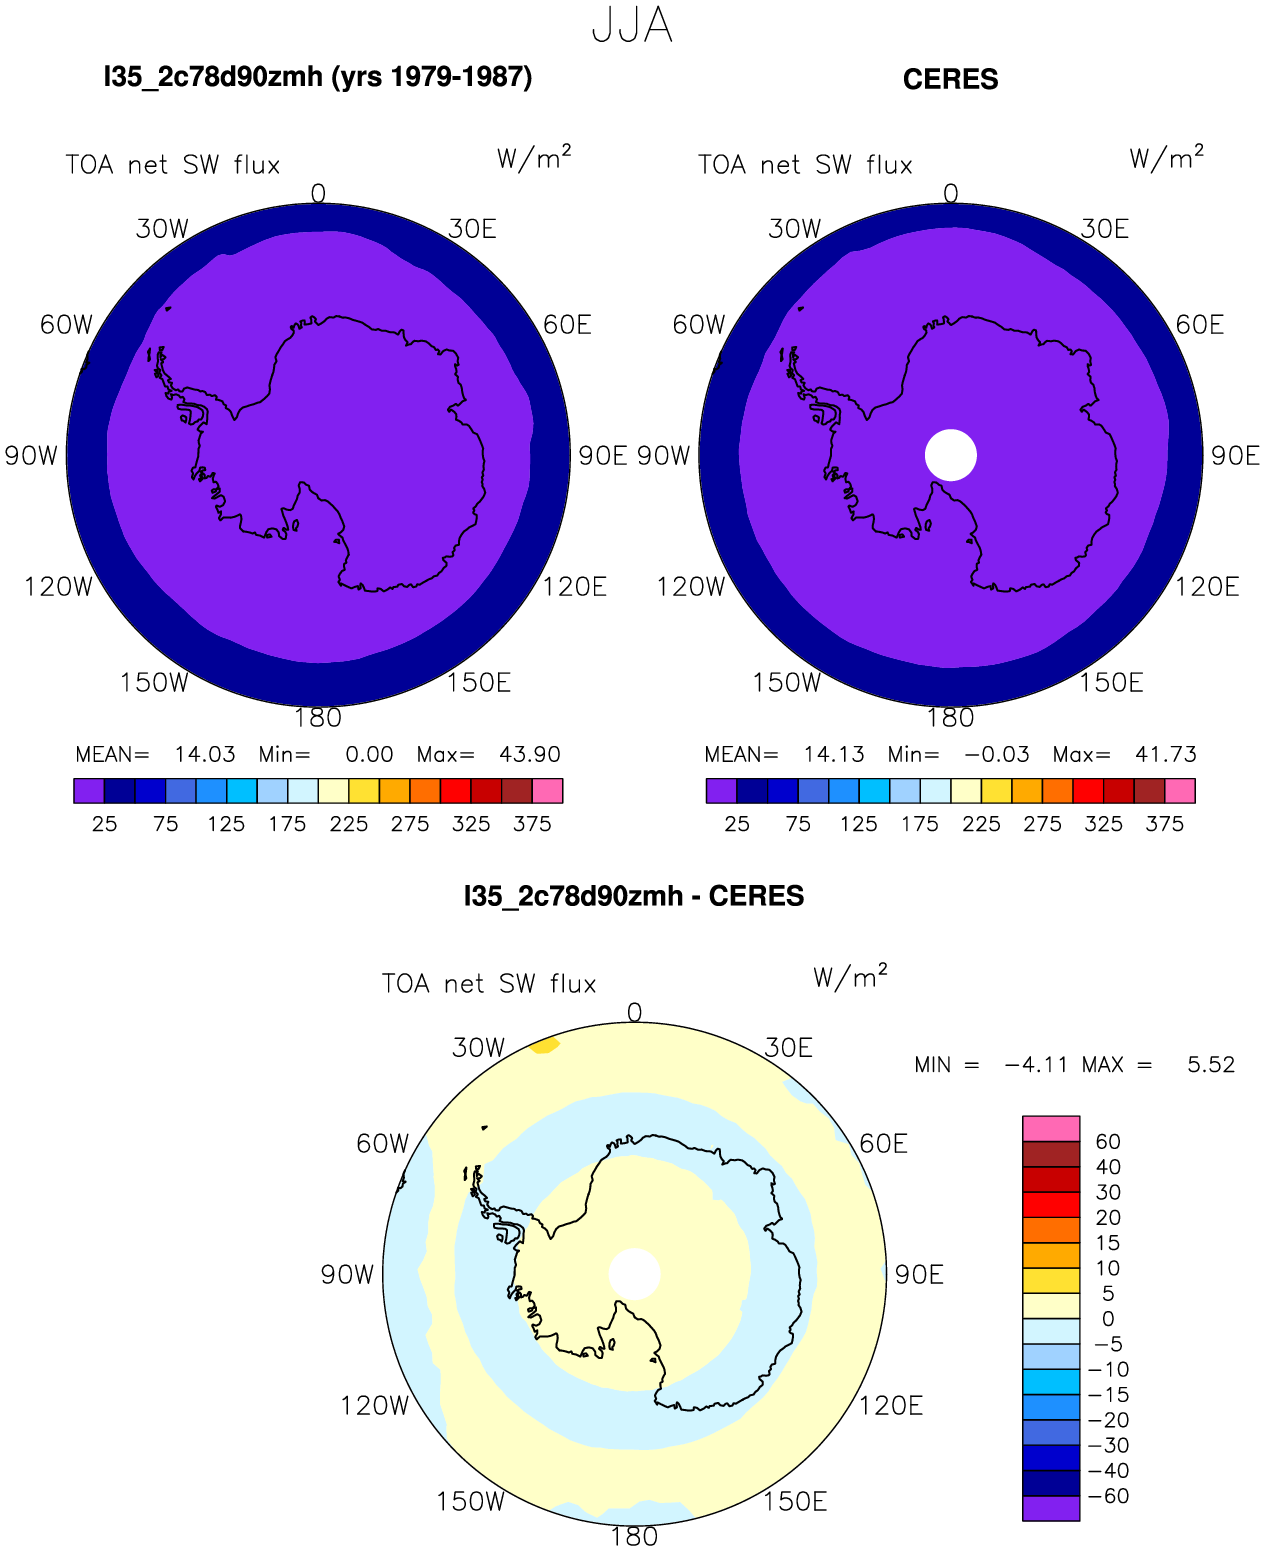 JJA
l35_2c78d90zmh (yrs 1979-1987)
TOA net SW flux W/m²
0
30W 30E
60W 60E
90W 90E
120W 120E
150W 150E
180
MEAN= 14.03 Min= 0.00 Max= 43.90
25 75 125 175 225 275 325 375
CERES
TOA net SW flux W/m²
0
30W 30E
60W 60E
90W 90E
120W 120E
150W 150E
180
MEAN= 14.13 Min= −0.03 Max= 41.73
25 75 125 175 225 275 325 375
l35_2c78d90zmh - CERES
TOA net SW flux W/m²
0
30W 30E
60W 60E
90W 90E
120W 120E
150W 150E
180
MIN = −4.11 MAX = 5.52
60
40
30
20
15
10
5
0
−5
−10
−15
−20
−30
−40
−60